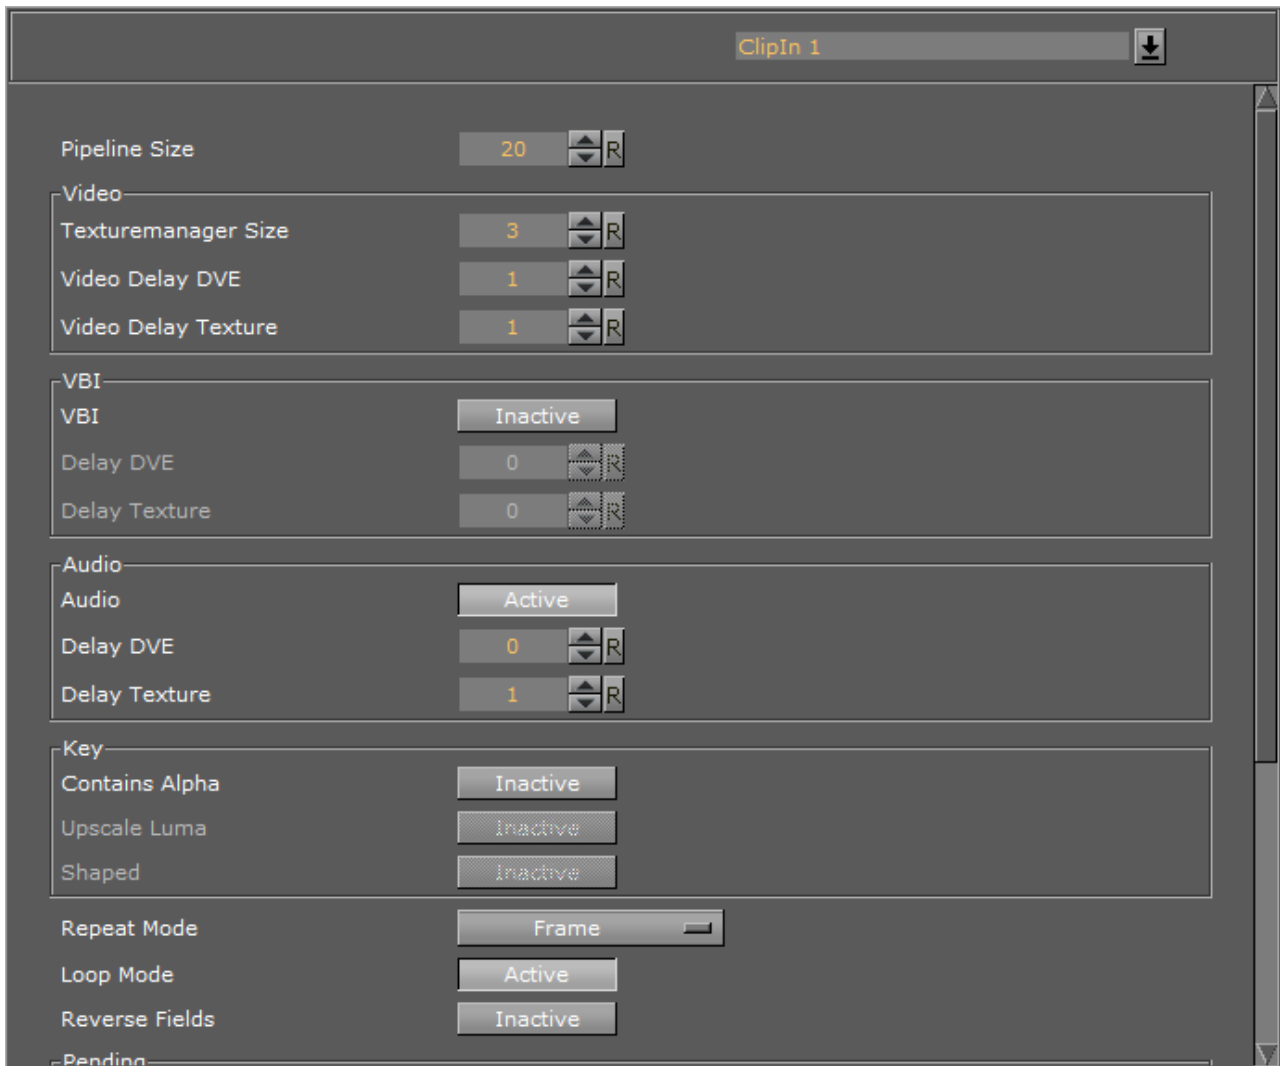 ClipIn 1
Pipeline Size 20 R
Video
Texturemanager Size 3 R
Video Delay DVE 1 R
Video Delay Texture 1 R
VBI
VBI Inactive
Delay DVE 0 R
Delay Texture 0 R
Audio
Audio Active
Delay DVE 0 R
Delay Texture 1 R
Key
Contains Alpha Inactive
Upscale Luma Inactive
Shaped Inactive
Repeat Mode Frame
Loop Mode Active
Reverse Fields Inactive
Pending